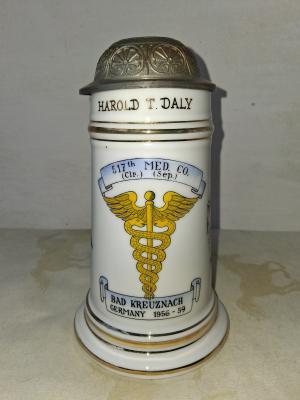 HAROLD T. DALY
517th MED. CO.
(Clr.) (Sep.)
BAD KREUZNACH
GERMANY 1956 - 59